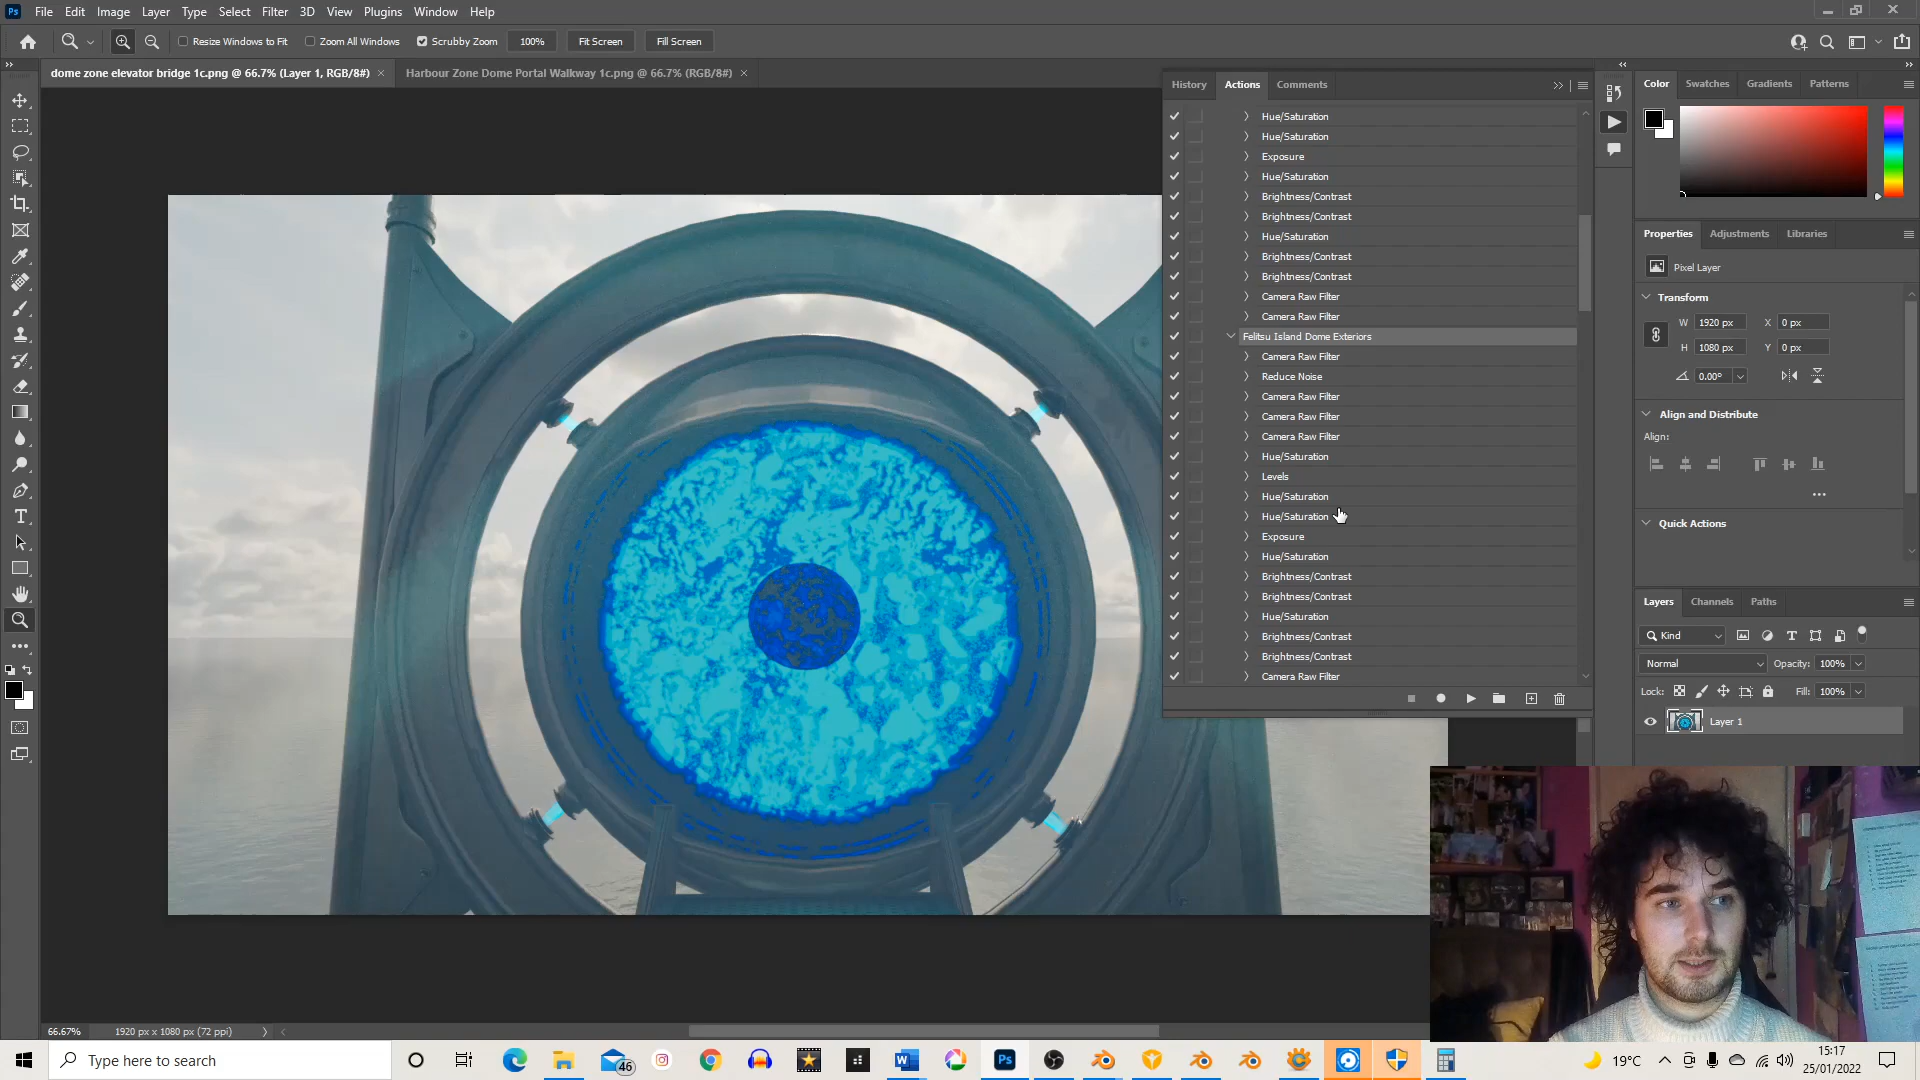 Ps File Edit Image Layer Type Select Filter 3D View Plugins Window Help
Resize Windows to Fit Zoom All Windows Scrubby Zoom 100% Fit Screen Fill Screen
dome zone elevator bridge 1c.png @ 66.7% (Layer 1, RGB/8#) × Harbour Zone Dome Portal Walkway 1c.png @ 66.7% (RGB/8#) ×
History Actions Comments
Hue/Saturation
Hue/Saturation
Exposure
Hue/Saturation
Brightness/Contrast
Brightness/Contrast
Hue/Saturation
Brightness/Contrast
Brightness/Contrast
Camera Raw Filter
Camera Raw Filter
Felitsu Island Dome Exteriors
Camera Raw Filter
Reduce Noise
Camera Raw Filter
Camera Raw Filter
Camera Raw Filter
Hue/Saturation
Levels
Hue/Saturation
Hue/Saturation
Exposure
Hue/Saturation
Brightness/Contrast
Brightness/Contrast
Hue/Saturation
Brightness/Contrast
Brightness/Contrast
Camera Raw Filter
Color Swatches Gradients Patterns
Properties Adjustments Libraries
Pixel Layer
Transform
W 1920 px X 0 px
H 1080 px Y 0 px
0.00°
Align and Distribute
Align:
Quick Actions
Layers Channels Paths
Kind
Normal Opacity: 100%
Lock: Fill: 100%
Layer 1
66.67% 1920 px x 1080 px (72 ppi)
Type here to search
46
Ps
19°C
15:17
25/01/2022